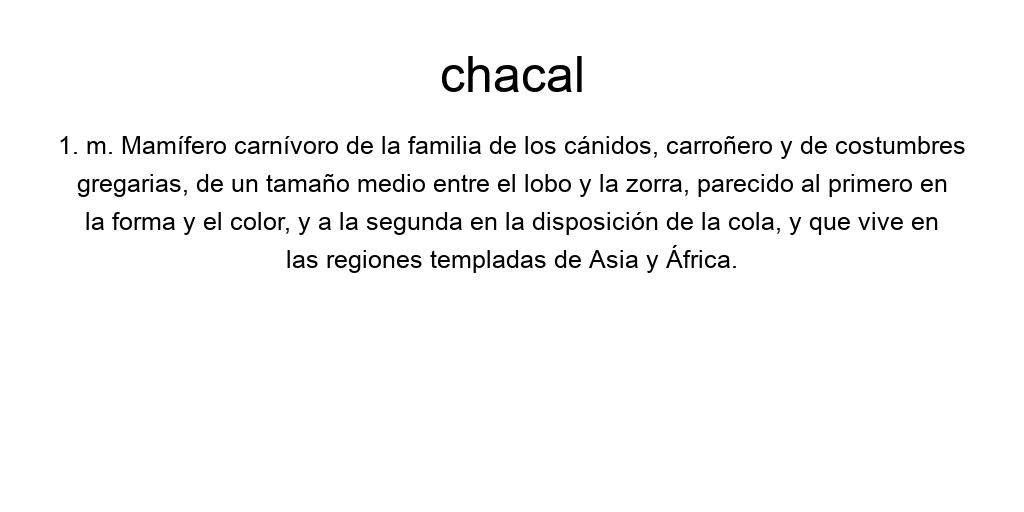 chacal
1. m. Mamífero carnívoro de la familia de los cánidos, carroñero y de costumbres
gregarias, de un tamaño medio entre el lobo y la zorra, parecido al primero en
la forma y el color, y a la segunda en la disposición de la cola, y que vive en
las regiones templadas de Asia y África.